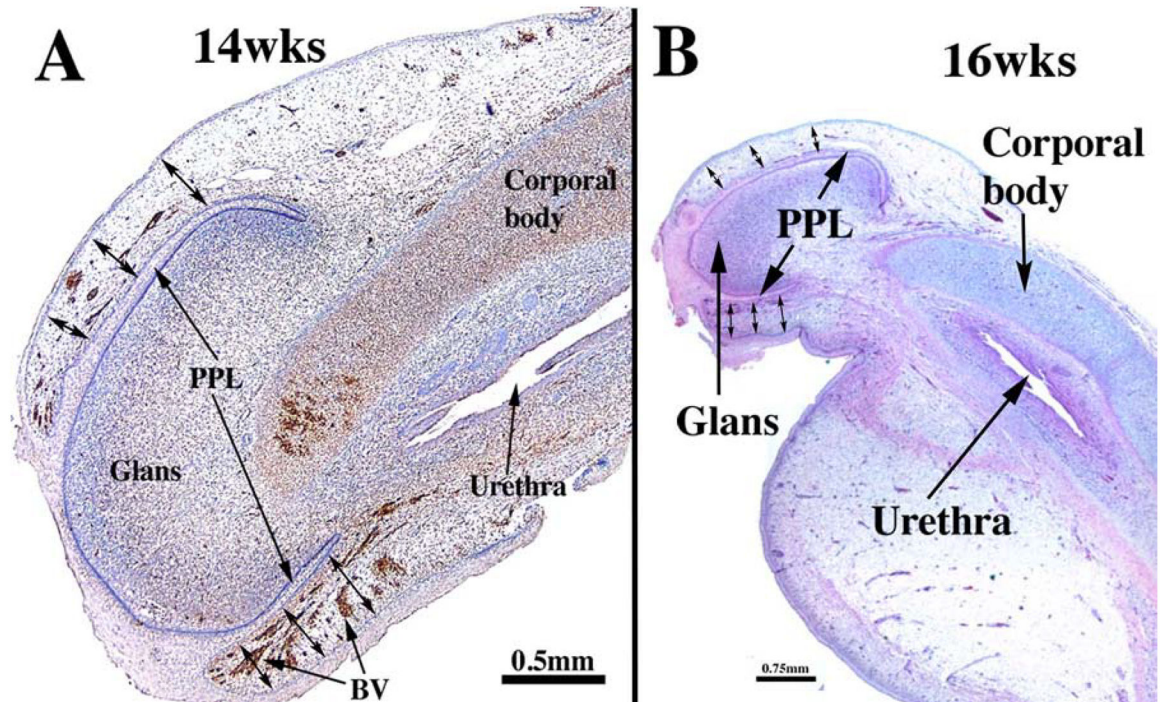 A
14wks
Corporal
body
PPL
Glans
Urethra
BV
0.5mm
B
16wks
Corporal
body
PPL
Glans
Urethra
0.75mm